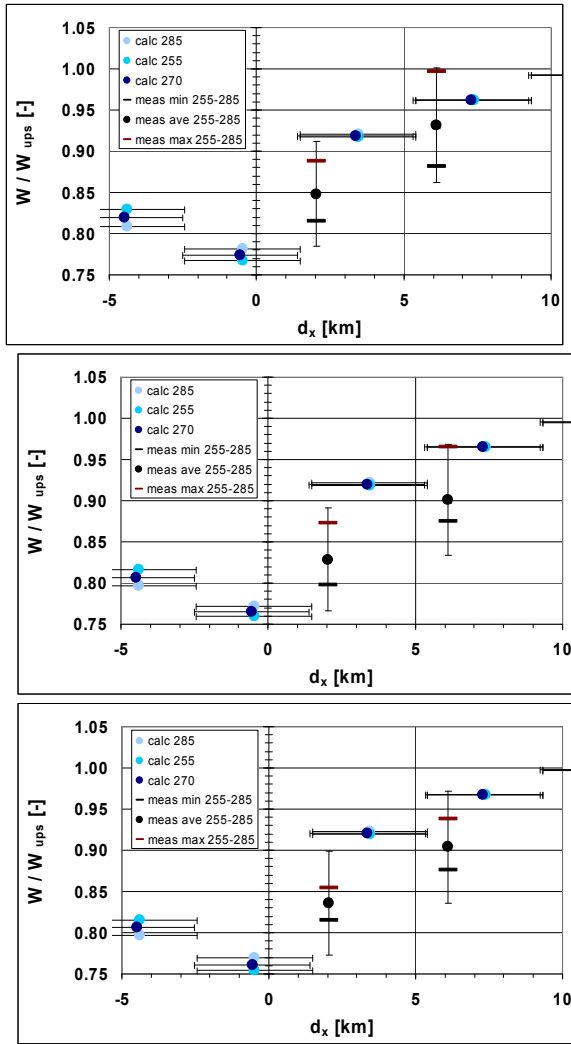 1.05
1.00
0.95
0.90
0.85
0.80
0.75
W / W ups [-]
calc 285
calc 255
calc 270
meas min 255-285
meas ave 255-285
meas max 255-285
-5 0 5 10
dx [km]
1.05
1.00
0.95
0.90
0.85
0.80
0.75
W / W ups [-]
calc 285
calc 255
calc 270
meas min 255-285
meas ave 255-285
meas max 255-285
-5 0 5 10
dx [km]
1.05
1.00
0.95
0.90
0.85
0.80
0.75
W / W ups [-]
calc 285
calc 255
calc 270
meas min 255-285
meas ave 255-285
meas max 255-285
-5 0 5 10
dx [km]